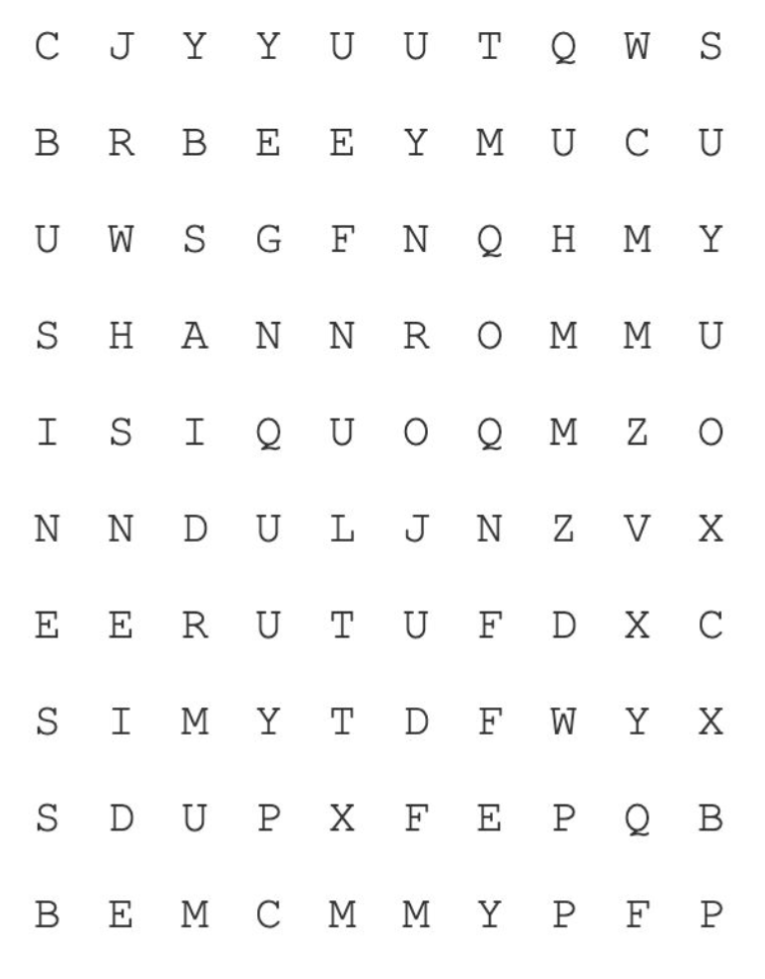 C J Y Y U U T Q W S
B R B E E Y M U C U
U W S G F N Q H M Y
S H A N N R O M M U
I S I Q U O Q M Z O
N N D U L J N Z V X
E E R U T U F D X C
S I M Y T D F W Y X
S D U P X F E P Q B
B E M C M M Y P F P